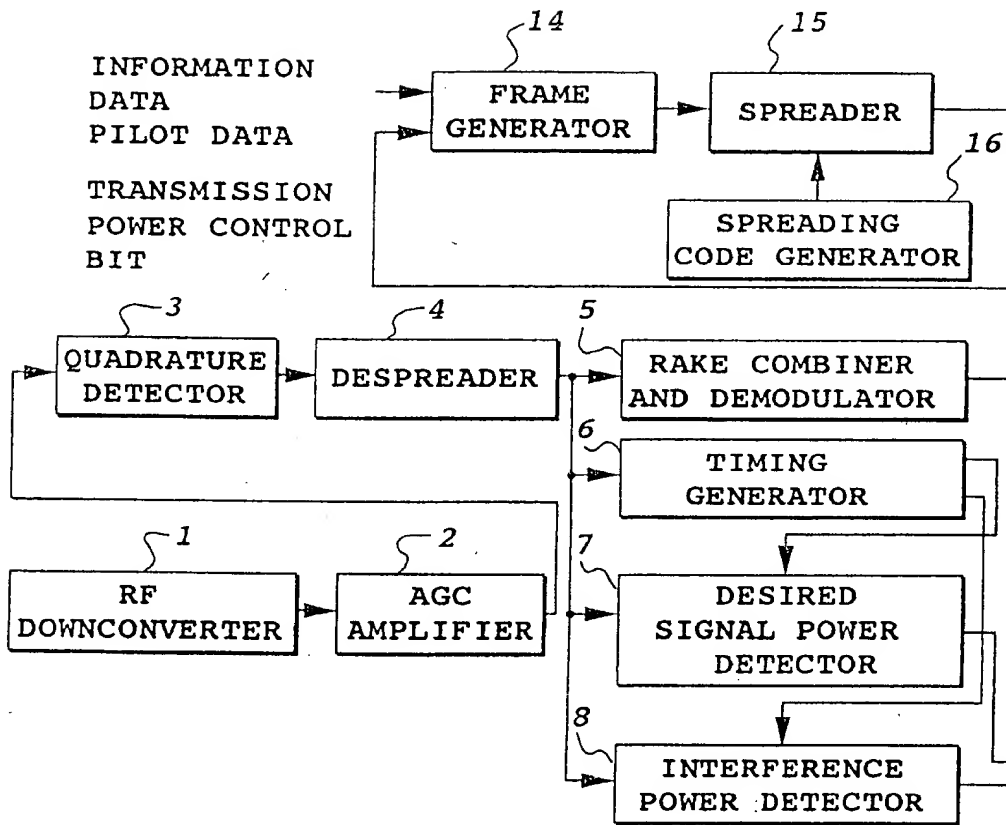 14
15
INFORMATION
DATA
PILOT DATA
FRAME
GENERATOR
SPREADER
16
TRANSMISSION
POWER CONTROL
BIT
SPREADING
CODE GENERATOR
3
4
5
QUADRATURE
DETECTOR
DESPREADER
RAKE COMBINER
AND DEMODULATOR
6
TIMING
GENERATOR
1
2
7
RF
DOWNCONVERTER
AGC
AMPLIFIER
DESIRED
SIGNAL POWER
DETECTOR
8
INTERFERENCE
POWER DETECTOR